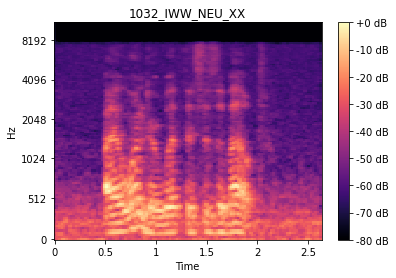 1032_IWW_NEU_XX
+0 dB
8192
-10 dB
4096
-20 dB
-30 dB
2048
Hz
-40 dB
1024
-50 dB
512
-60 dB
-70 dB
0
-80 dB
0 0.5 1 1.5 2 2.5
Time